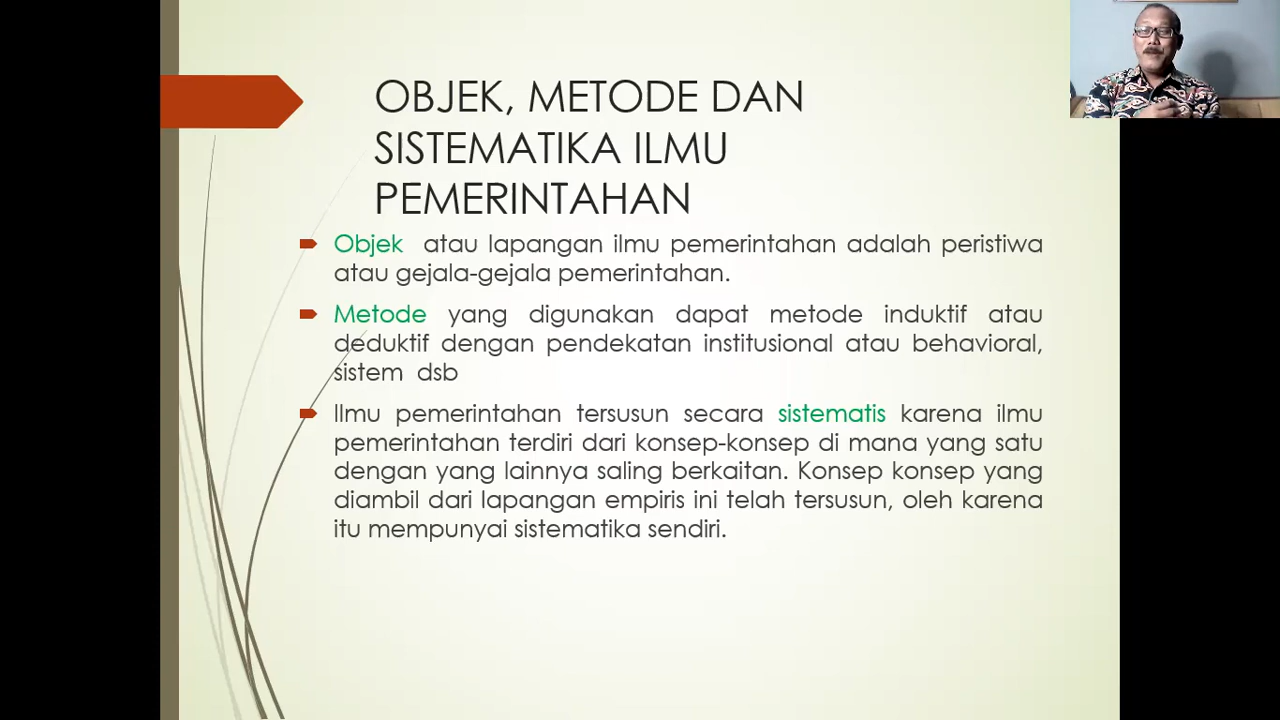 OBJEK, METODE DAN
SISTEMATIKA ILMU
PEMERINTAHAN
Objek atau lapangan ilmu pemerintahan adalah peristiwa
atau gejala-gejala pemerintahan.
Metode yang digunakan dapat metode induktif atau
deduktif dengan pendekatan institusional atau behavioral,
sistem dsb
Ilmu pemerintahan tersusun secara sistematis karena ilmu
pemerintahan terdiri dari konsep-konsep di mana yang satu
dengan yang lainnya saling berkaitan. Konsep konsep yang
diambil dari lapangan empiris ini telah tersusun, oleh karena
itu mempunyai sistematika sendiri.